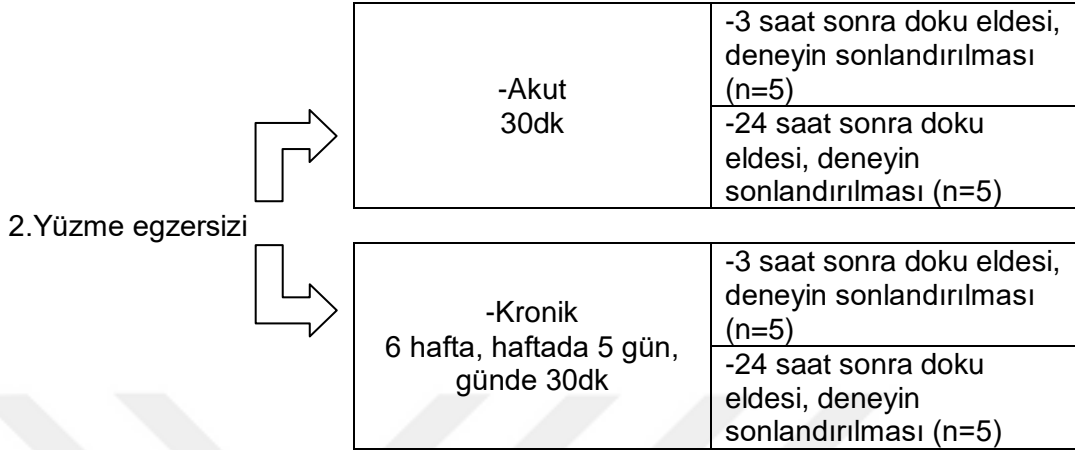 -Akut
30dk
-3 saat sonra doku eldesi,
deneyin sonlandırılması
(n=5)
-24 saat sonra doku
eldesi, deneyin
sonlandırılması (n=5)
2.Yüzme egzersizi
-Kronik
6 hafta, haftada 5 gün,
günde 30dk
-3 saat sonra doku eldesi,
deneyin sonlandırılması
(n=5)
-24 saat sonra doku
eldesi, deneyin
sonlandırılması (n=5)